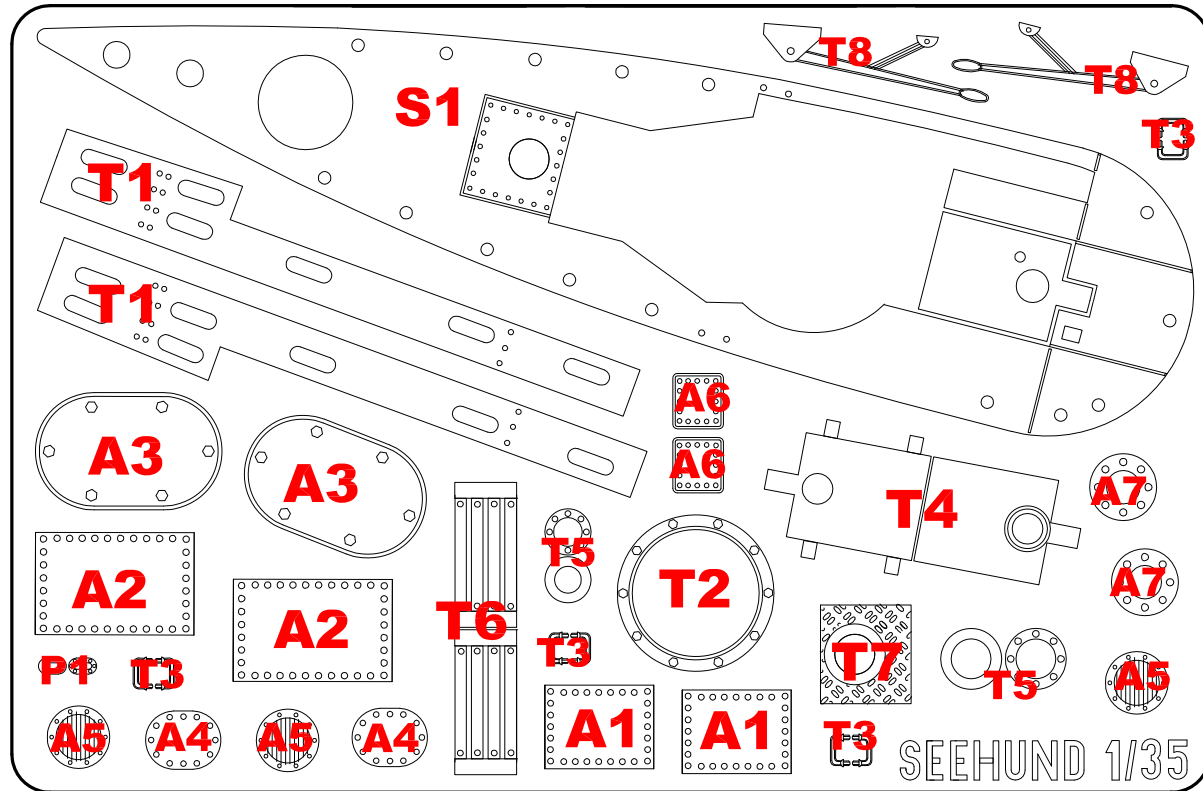 T8
T8
S1
T3
T1
T1
A6
A3
A3
A6
T4
A7
T5
A2
T2
A7
A2
T6
T3
T7
P1
T3
T5
A5
A5
A4
A5
A4
A1
A1
T3
SEEHUND 1/35